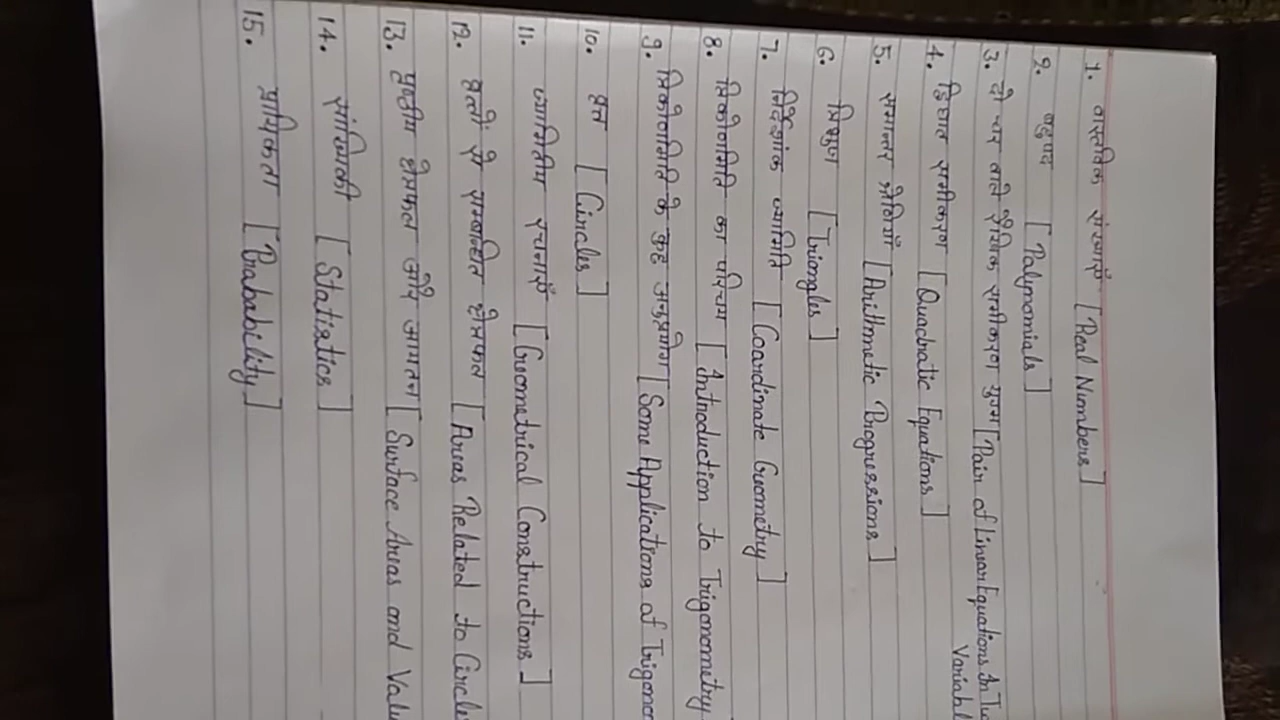 1. वास्तविक संख्याएँ [Real Numbers]
2. बहुपद [Polynomials]
3. दो चर वाले रैखिक समीकरण युग्म [Pair of Linear Equations In Tw
Variabl
4. द्विघात समीकरण [Quadratic Equations]
5. समान्तर श्रेणियाँ [Arithmetic Progressions]
6. त्रिभुज [Triangles]
7. निर्देशांक ज्यामिति [Coordinate Geometry]
8. त्रिकोणमिति का परिचय [Introduction to Trigonometry
9. त्रिकोणमिति के कुछ अनुप्रयोग [Some Applications of Trigono
10. वृत [Circles]
11. ज्यामितीय रचनाएँ [Geometrical Constructions]
12. वृतों से सम्बन्धित क्षेत्रफल [Areas Related to Circle
13. पृष्ठीय क्षेत्रफल और आयतन [Surface Areas and Volu
14. सांख्यिकी [Statistics]
15. प्रायिकता [Probability]